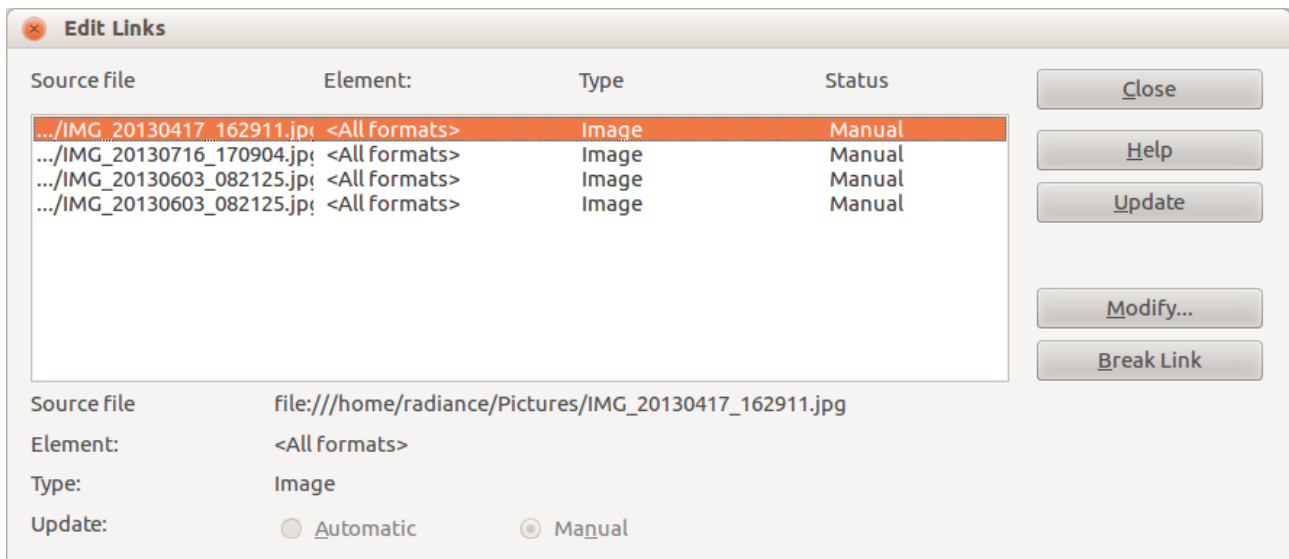 Edit Links
Source file Element: Type Status
Close
.../IMG_20130417_162911.jpg <All formats> Image Manual
.../IMG_20130716_170904.jpg <All formats> Image Manual
.../IMG_20130603_082125.jpg <All formats> Image Manual
.../IMG_20130603_082125.jpg <All formats> Image Manual
Help
Update
Modify...
Break Link
Source file file:///home/radiance/Pictures/IMG_20130417_162911.jpg
Element: <All formats>
Type: Image
Update: Automatic Manual